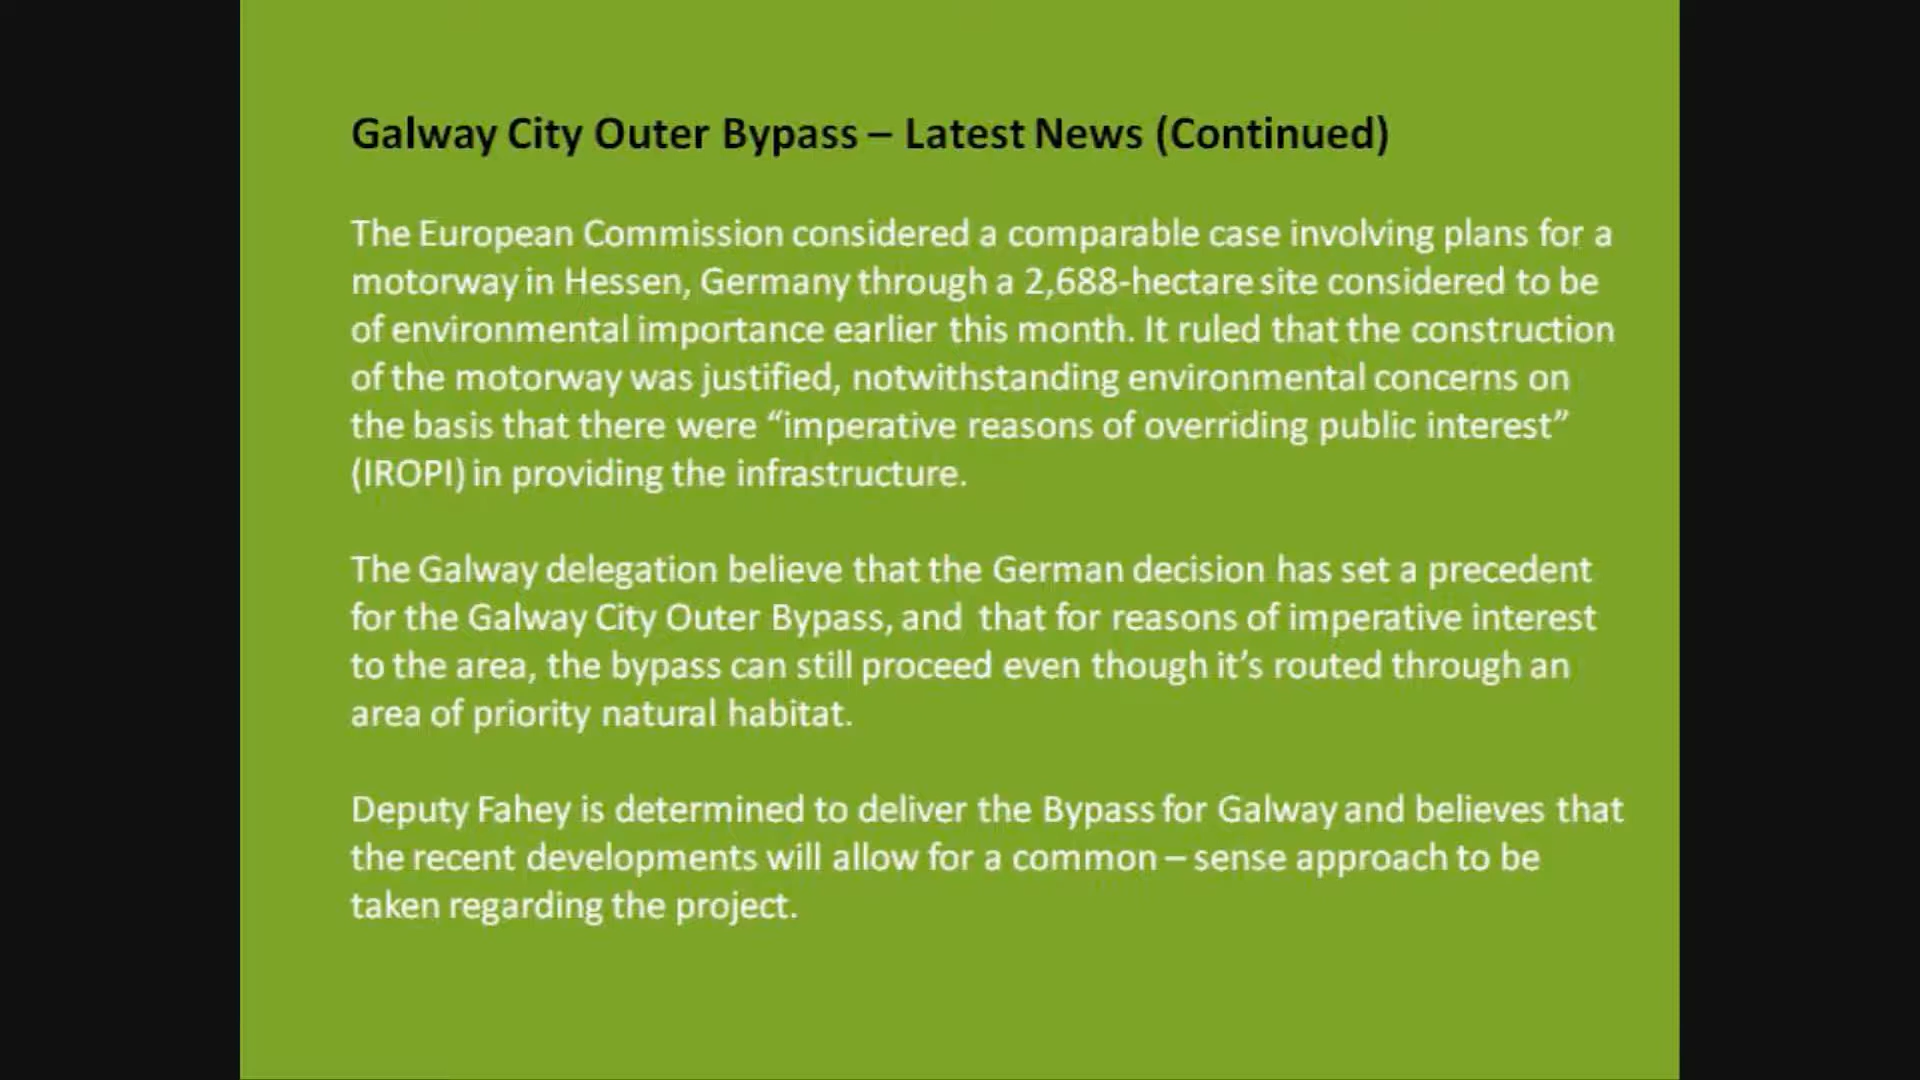 Galway City Outer Bypass – Latest News (Continued)
The European Commission considered a comparable case involving plans for a
motorway in Hessen, Germany through a 2,688-hectare site considered to be
of environmental importance earlier this month. It ruled that the construction
of the motorway was justified, notwithstanding environmental concerns on
the basis that there were “imperative reasons of overriding public interest”
(IROPI) in providing the infrastructure.
The Galway delegation believe that the German decision has set a precedent
for the Galway City Outer Bypass, and that for reasons of imperative interest
to the area, the bypass can still proceed even though it’s routed through an
area of priority natural habitat.
Deputy Fahey is determined to deliver the Bypass for Galway and believes that
the recent developments will allow for a common – sense approach to be
taken regarding the project.